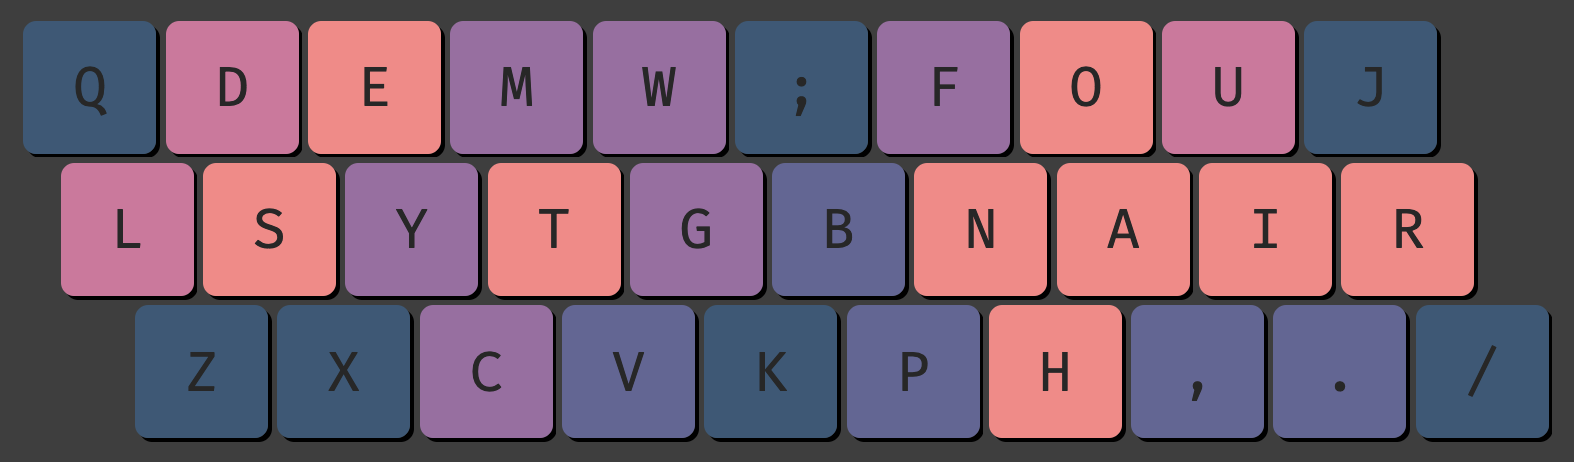 Q D E M W ; F O U J
L S Y T G B N A I R
Z X C V K P H , . /